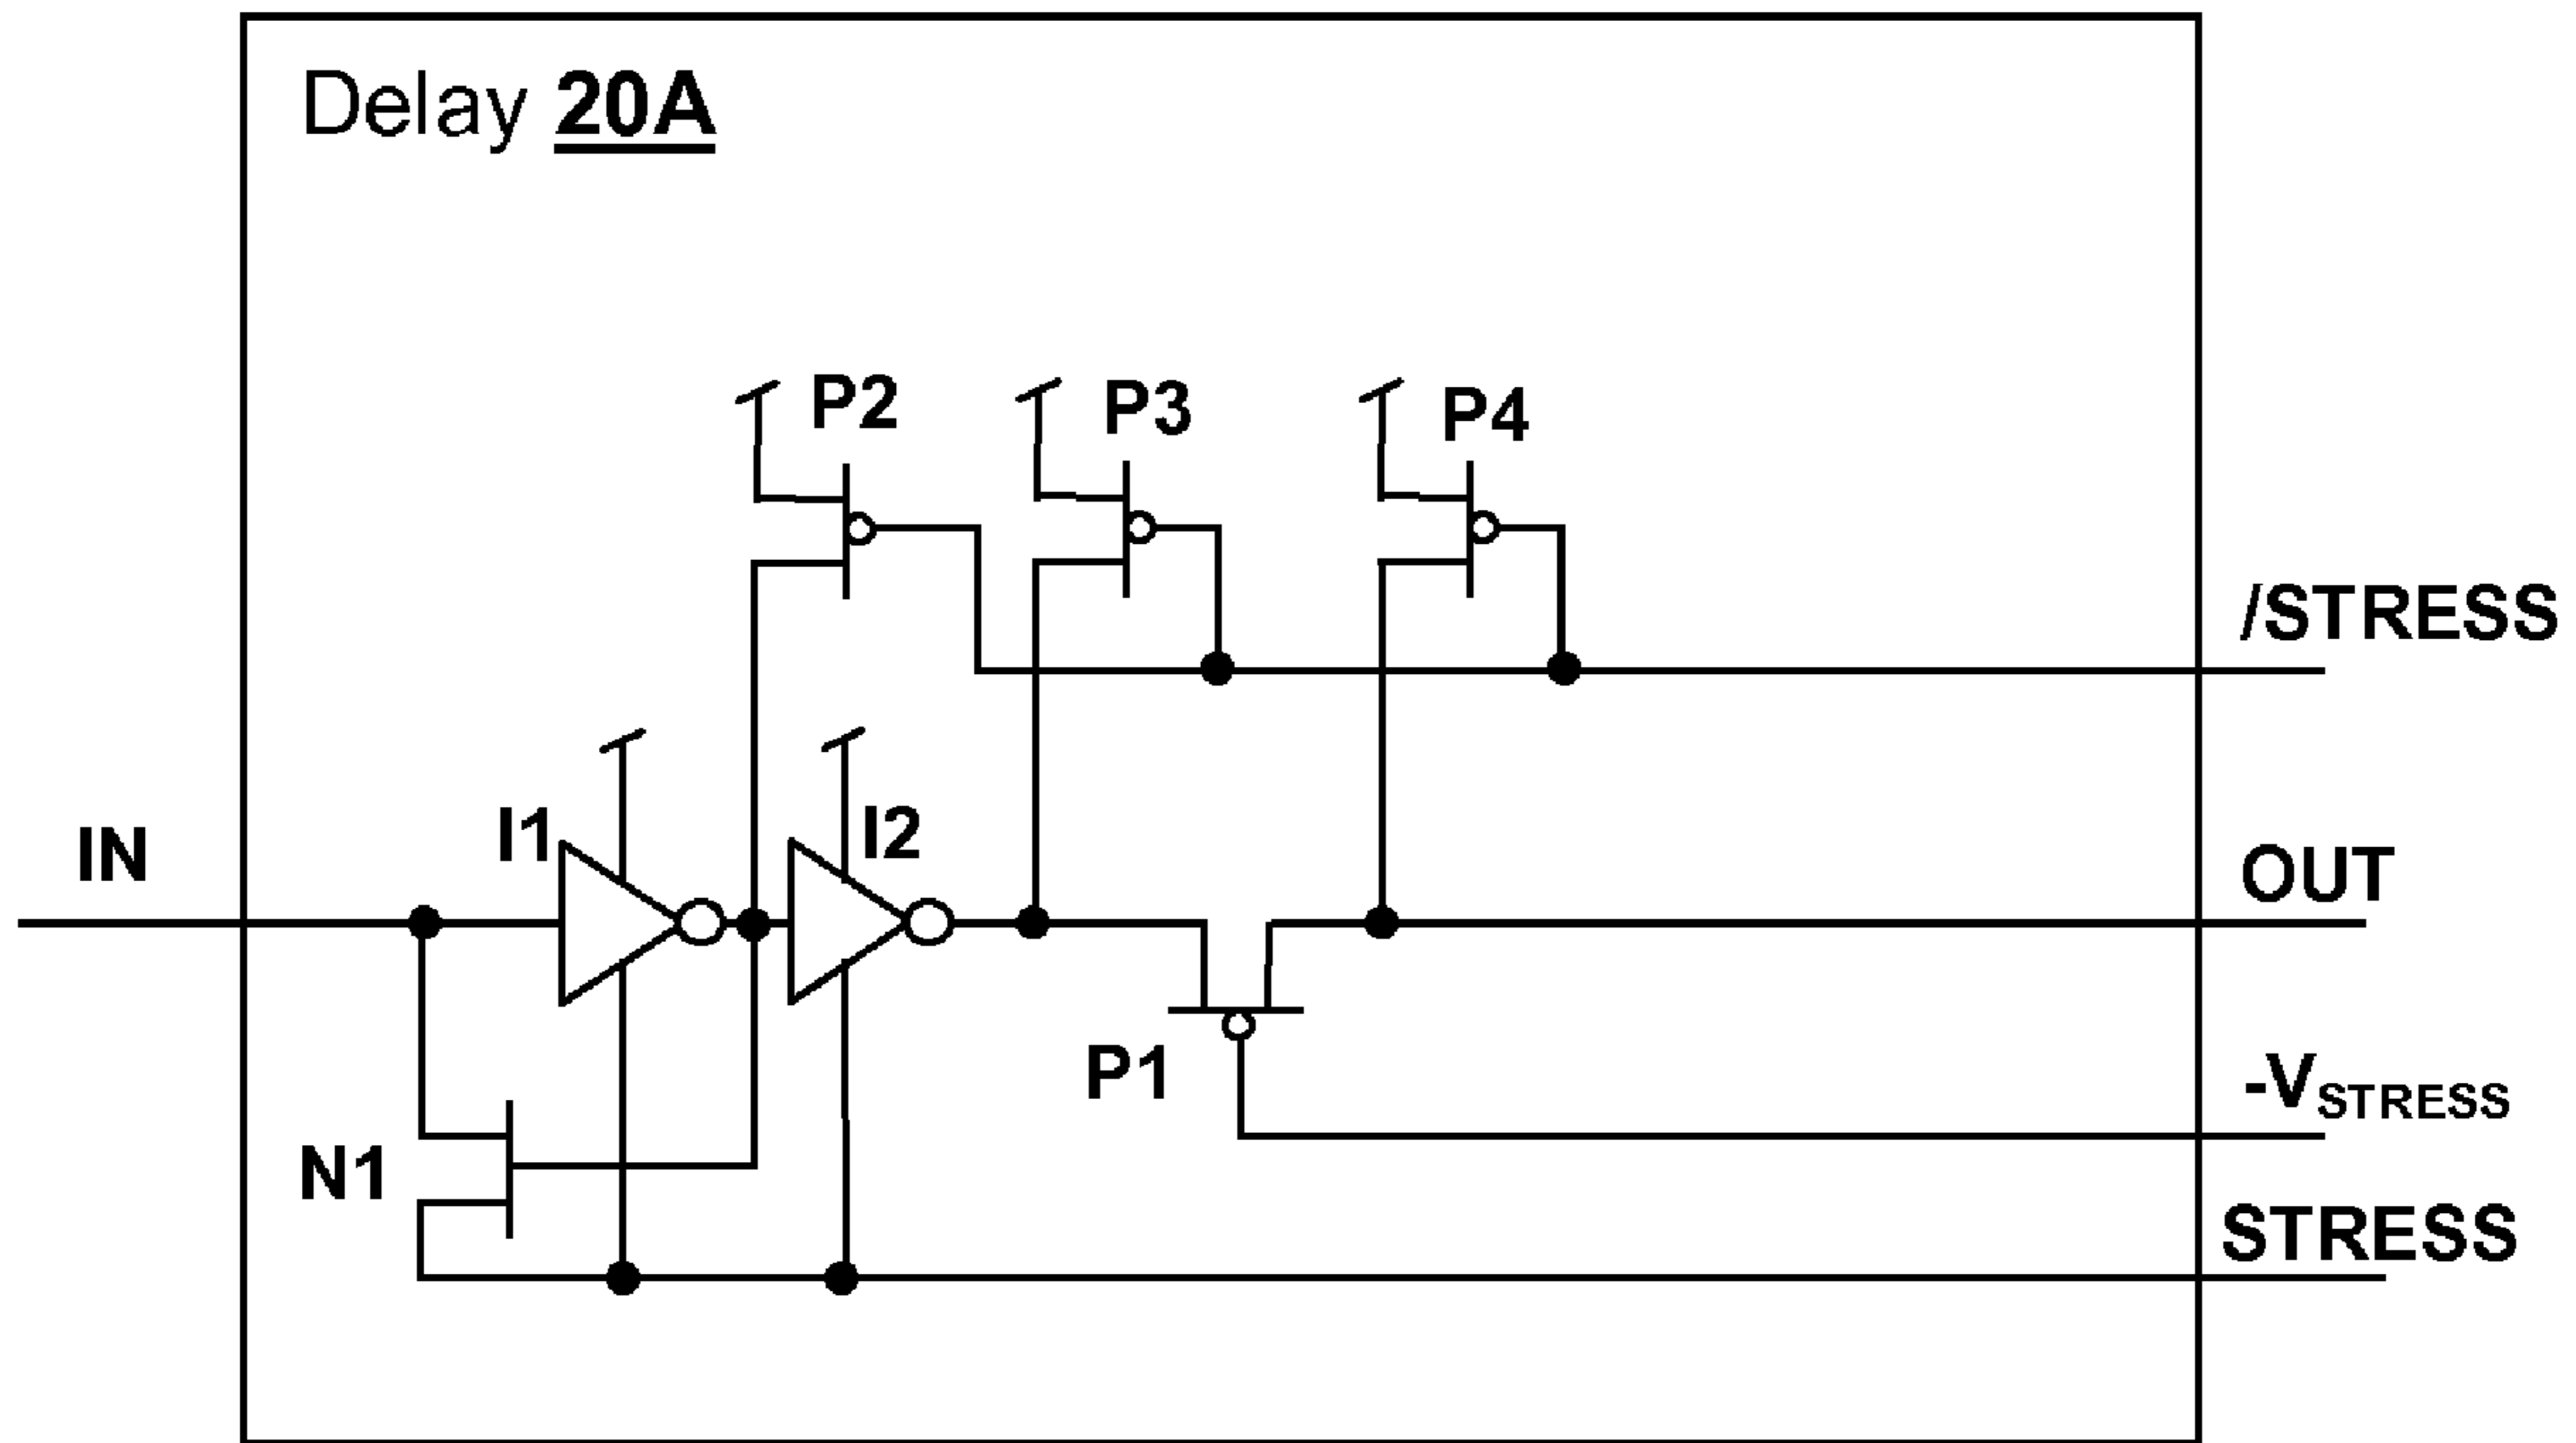 Delay 20A
P2
P3
P4
/STRESS
I1
I2
IN
OUT
P1
-VSTRESS
N1
STRESS